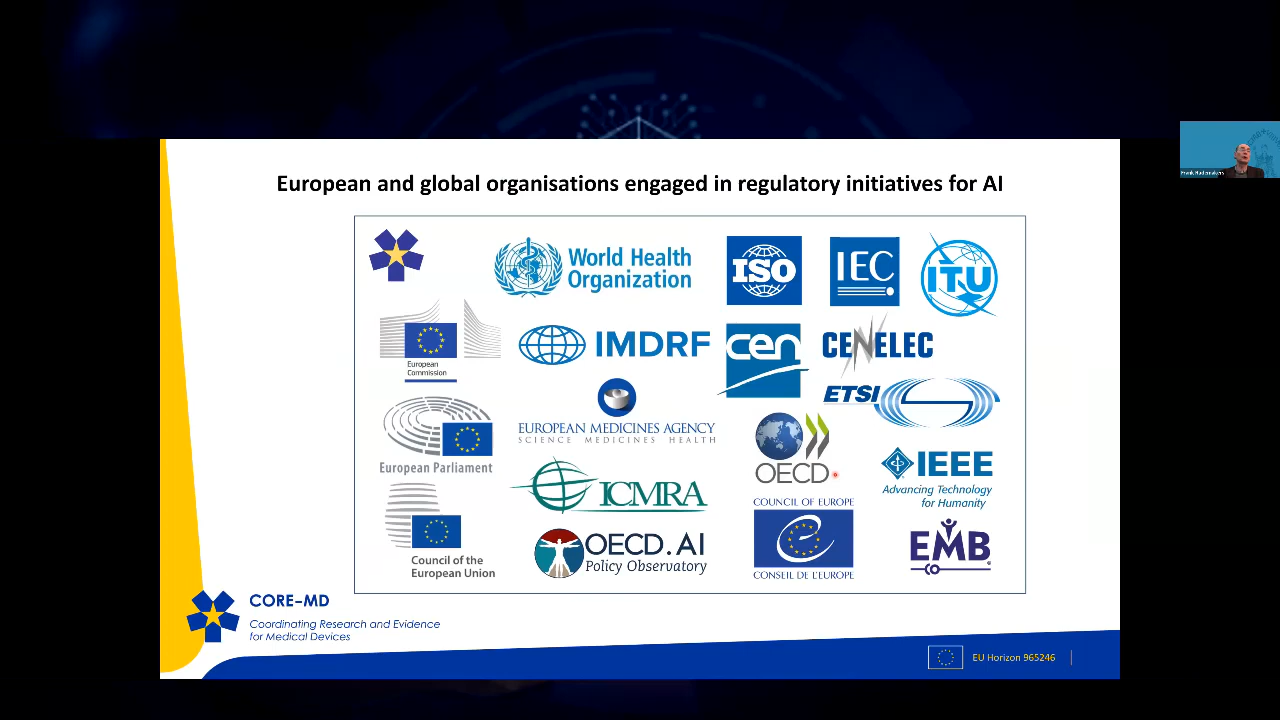 European and global organisations engaged in regulatory initiatives for AI
World Health
Organization
ISO
IEC
ITU
European
Commission
IMDRF
cen
CENELEC
EUROPEAN MEDICINES AGENCY
SCIENCE MEDICINES HEALTH
ETSI
European Parliament
OECD
IEEE
Advancing Technology
for Humanity
ICMRA
Council of the
European Union
OECD.AI
Policy Observatory
COUNCIL OF EUROPE
CONSEIL DE L'EUROPE
EMB
CORE–MD
Coordinating Research and Evidence
for Medical Devices
EU Horizon 965246
Frank Rademakers